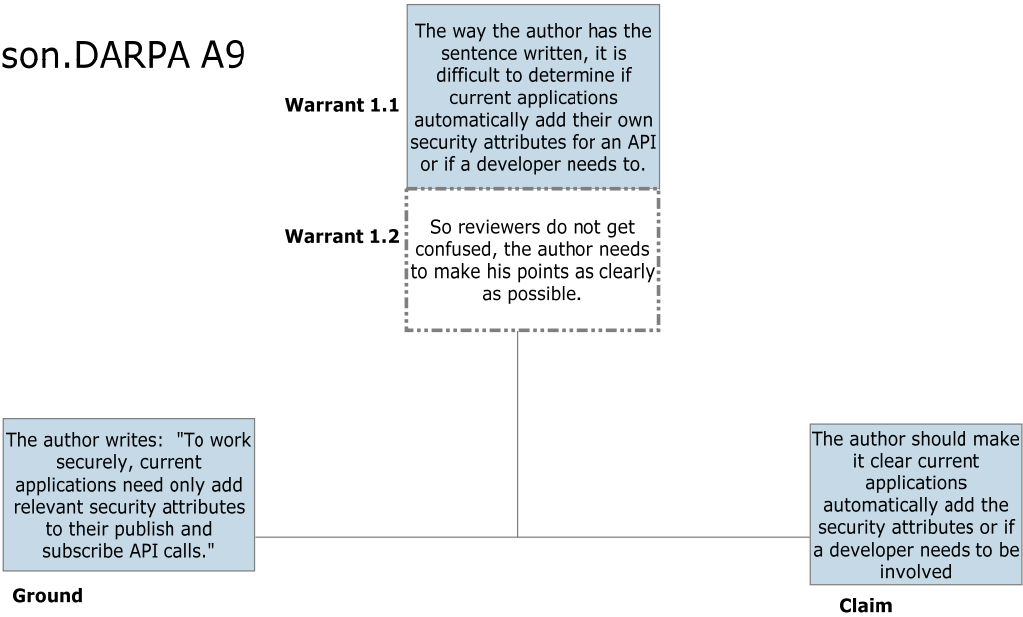 son.DARPA A9
The way the author has the
sentence written, it is
difficult to determine if
current applications
automatically add their own
security attributes for an API
or if a developer needs to.
Warrant 1.1
So reviewers do not get
confused, the author needs
to make his points as clearly
as possible.
Warrant 1.2
The author writes:  "To work
securely, current
applications need only add
relevant security attributes
to their publish and
subscribe API calls."
Ground
The author should make
it clear current
applications
automatically add the
security attributes or if
a developer needs to be
involved
Claim